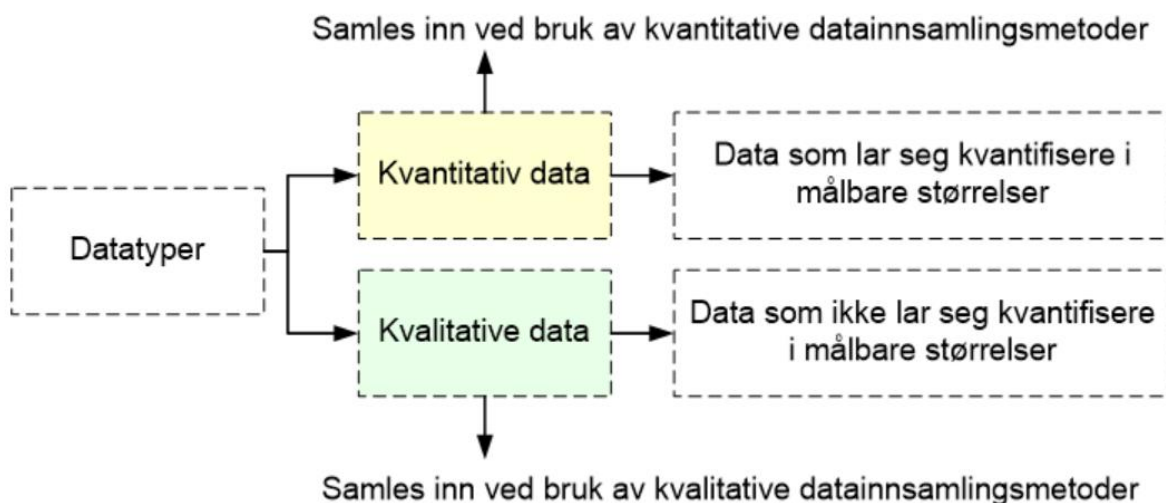 Samles inn ved bruk av kvantitative datainnsamlingsmetoder
Kvantitativ data
Data som lar seg kvantifisere i
målbare størrelser
Datatyper
Kvalitative data
Data som ikke lar seg kvantifisere
i målbare størrelser
Samles inn ved bruk av kvalitative datainnsamlingsmetoder